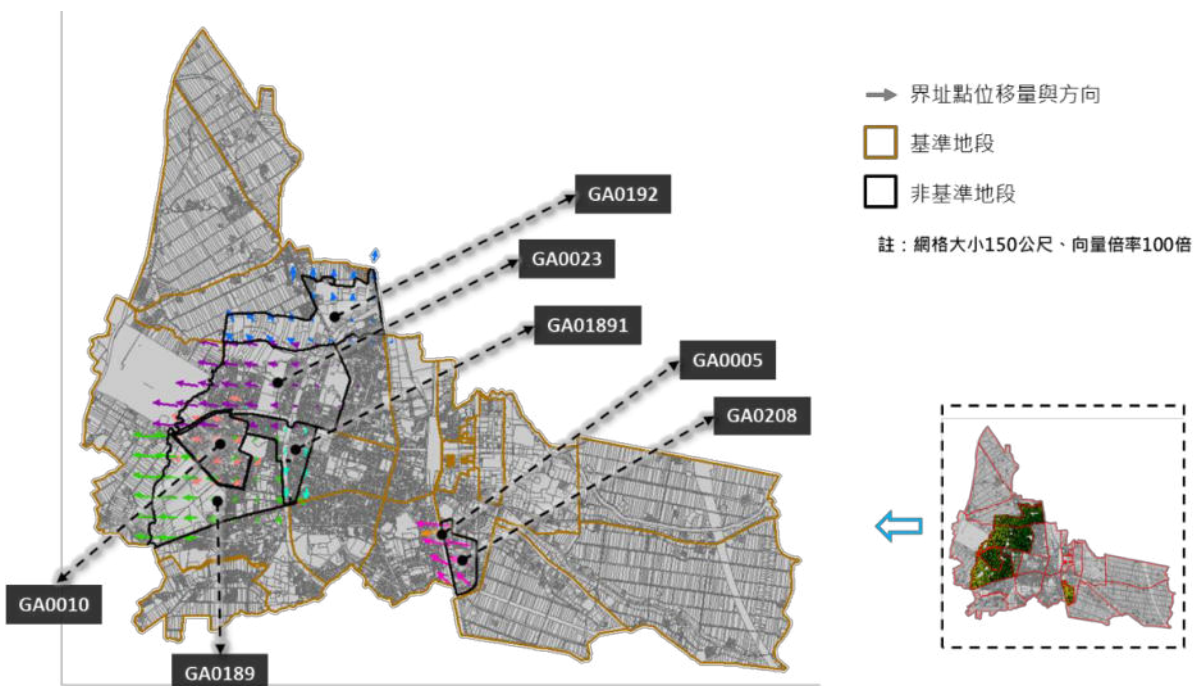 界址點位移量與方向
基準地段
非基準地段
註：網格大小150公尺、向量倍率100倍
GA0192
GA0023
GA01891
GA0005
GA0208
GA0010
GA0189